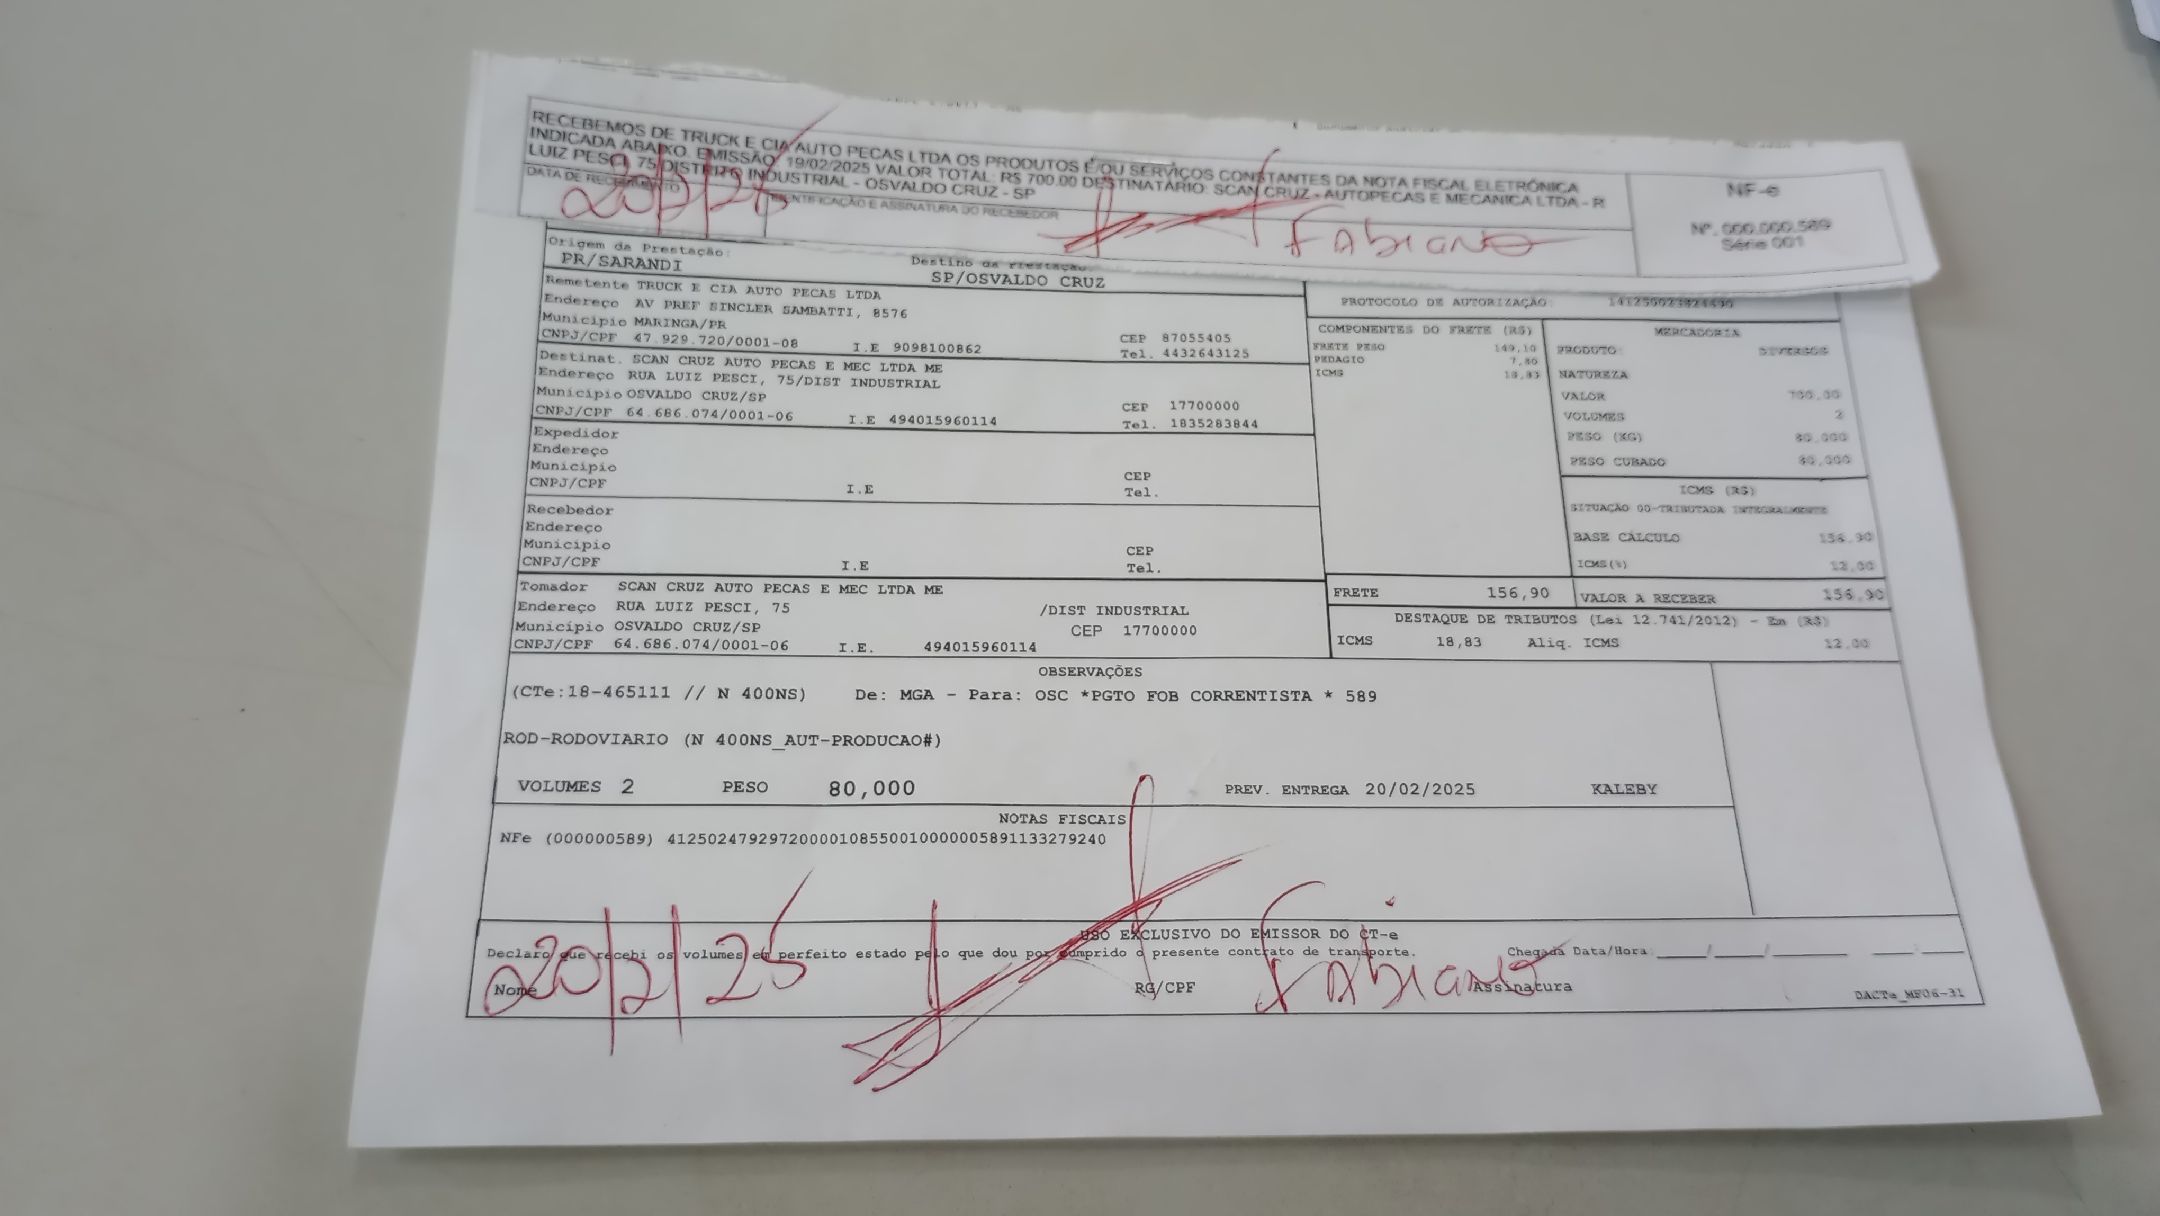 RECEBEMOS DE TRUCK E CIA AUTO PECAS LTDA OS PRODUTOS E/OU SERVIÇOS CONSTANTES DA NOTA FISCAL ELETRÔNICA
INDICADA ABAIXO. EMISSÃO: 19/02/2025 VALOR TOTAL: R$ 700.00 DESTINATÁRIO: SCAN CRUZ - AUTOPECAS E MECANICA LTDA - R
LUIZ PESCI, 75 DISTRITO INDUSTRIAL - OSVALDO CRUZ - SP
NF-e
Nº. 000.000.589
Série 001
DATA DE RECEBIMENTO
IDENTIFICAÇÃO E ASSINATURA DO RECEBEDOR
20/2/25
Fabiano
Origem da Prestação:
PR/SARANDI
Destino da Prestação:
SP/OSVALDO CRUZ
Remetente TRUCK E CIA AUTO PECAS LTDA
Endereço AV PREF SINCLER SAMBATTI, 8576
Município MARINGA/PR
CEP 87055405
CNPJ/CPF 47.929.720/0001-08 I.E 9098100862 Tel. 4432643125
Destinat. SCAN CRUZ AUTO PECAS E MEC LTDA ME
Endereço RUA LUIZ PESCI, 75/DIST INDUSTRIAL
Município OSVALDO CRUZ/SP CEP 17700000
CNPJ/CPF 64.686.074/0001-06 I.E 494015960114 Tel. 1835283844
Expedidor
Endereço
Município CEP
CNPJ/CPF I.E Tel.
Recebedor
Endereço
Município CEP
CNPJ/CPF I.E Tel.
Tomador SCAN CRUZ AUTO PECAS E MEC LTDA ME
Endereço RUA LUIZ PESCI, 75 /DIST INDUSTRIAL
Município OSVALDO CRUZ/SP CEP 17700000
CNPJ/CPF 64.686.074/0001-06 I.E. 494015960114
PROTOCOLO DE AUTORIZAÇÃO:
COMPONENTES DO FRETE (R$)
FRETE PESO 149,10
PEDAGIO 7,80
ICMS 18,83
MERCADORIA
PRODUTO: DIVERSOS
NATUREZA
VALOR 700,00
VOLUMES 2
PESO (KG) 80,000
PESO CUBADO 80,000
ICMS (R$)
SITUAÇÃO 00-TRIBUTADA INTEGRALMENTE
BASE CÁLCULO 156,90
ICMS(%) 12,00
FRETE 156,90 VALOR A RECEBER 156,90
DESTAQUE DE TRIBUTOS (Lei 12.741/2012) - Em (R$)
ICMS 18,83 Aliq. ICMS 12,00
OBSERVAÇÕES
(CTe:18-465111 // N 400NS) De: MGA - Para: OSC *PGTO FOB CORRENTISTA * 589
ROD-RODOVIARIO (N 400NS_AUT-PRODUCAO#)
VOLUMES 2 PESO 80,000 PREV. ENTREGA 20/02/2025 KALEBY
NOTAS FISCAIS
NFe (000000589) 41250247929720000108550010000005891133279240
USO EXCLUSIVO DO EMISSOR DO CT-e
Declaro que recebi os volumes em perfeito estado pelo que dou por cumprido o presente contrato de transporte. Chegada Data/Hora: / /
20/2/25 Fabiano
Nome RG/CPF Assinatura
DACTe_MF06-31